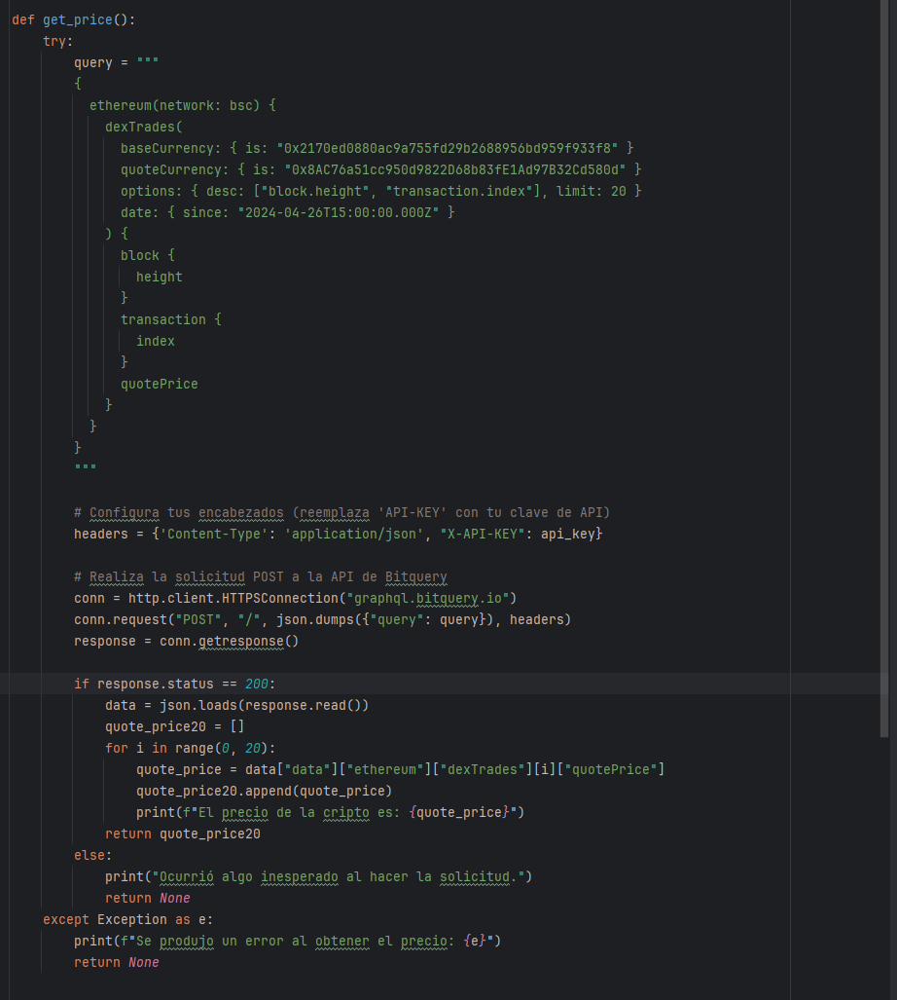 def get_price():
    try:
        query = """
        {
          ethereum(network: bsc) {
            dexTrades(
              baseCurrency: { is: "0x2170ed0880ac9a755fd29b2688956bd959f933f8" }
              quoteCurrency: { is: "0x8AC76a51cc950d9822D68b83fE1Ad97B32Cd580d" }
              options: { desc: ["block.height", "transaction.index"], limit: 20 }
              date: { since: "2024-04-26T15:00:00.000Z" }
            ) {
              block {
                height
              }
              transaction {
                index
              }
              quotePrice
            }
          }
        }
        """

        # Configura tus encabezados (reemplaza 'API-KEY' con tu clave de API)
        headers = {'Content-Type': 'application/json', "X-API-KEY": api_key}

        # Realiza la solicitud POST a la API de Bitquery
        conn = http.client.HTTPSConnection("graphql.bitquery.io")
        conn.request("POST", "/", json.dumps({"query": query}), headers)
        response = conn.getresponse()

        if response.status == 200:
            data = json.loads(response.read())
            quote_price20 = []
            for i in range(0, 20):
                quote_price = data["data"]["ethereum"]["dexTrades"][i]["quotePrice"]
                quote_price20.append(quote_price)
                print(f"El precio de la cripto es: {quote_price}")
            return quote_price20
        else:
            print("Ocurrió algo inesperado al hacer la solicitud.")
            return None
    except Exception as e:
        print(f"Se produjo un error al obtener el precio: {e}")
        return None